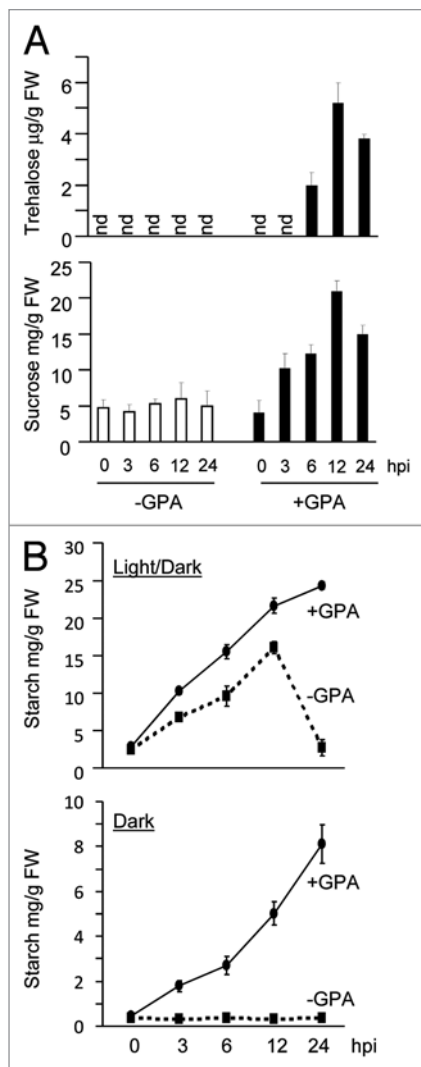 A
Trehalose µg/g FW
6
4
2
0
nd nd nd nd nd nd nd
Sucrose mg/g FW
25
20
15
10
5
0
0 3 6 12 24 0 3 6 12 24 hpi
-GPA +GPA
B
Light/Dark
Starch mg/g FW
30
25
20
15
10
5
0
+GPA
-GPA
Dark
Starch mg/g FW
10
8
6
4
2
0
+GPA
-GPA
0 3 6 12 24 hpi